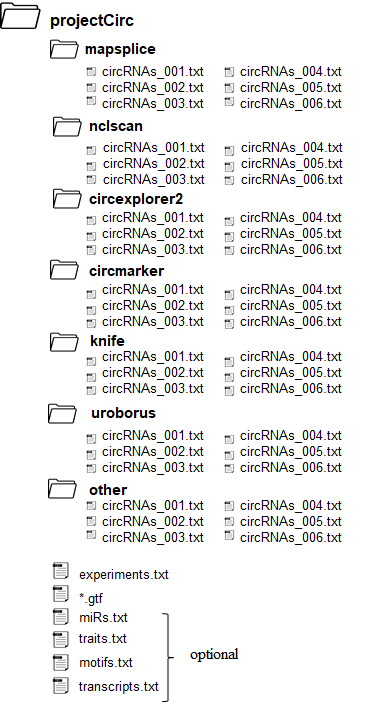 projectCirc
mapsplice
circRNAs_001.txt circRNAs_004.txt
circRNAs_002.txt circRNAs_005.txt
circRNAs_003.txt circRNAs_006.txt
nclscan
circRNAs_001.txt circRNAs_004.txt
circRNAs_002.txt circRNAs_005.txt
circRNAs_003.txt circRNAs_006.txt
circexplorer2
circRNAs_001.txt circRNAs_004.txt
circRNAs_002.txt circRNAs_005.txt
circRNAs_003.txt circRNAs_006.txt
circmarker
circRNAs_001.txt circRNAs_004.txt
circRNAs_002.txt circRNAs_005.txt
circRNAs_003.txt circRNAs_006.txt
knife
circRNAs_001.txt circRNAs_004.txt
circRNAs_002.txt circRNAs_005.txt
circRNAs_003.txt circRNAs_006.txt
uroborus
circRNAs_001.txt circRNAs_004.txt
circRNAs_002.txt circRNAs_005.txt
circRNAs_003.txt circRNAs_006.txt
other
circRNAs_001.txt circRNAs_004.txt
circRNAs_002.txt circRNAs_005.txt
circRNAs_003.txt circRNAs_006.txt
experiments.txt
*.gtf
miRs.txt
traits.txt
motifs.txt
transcripts.txt
optional